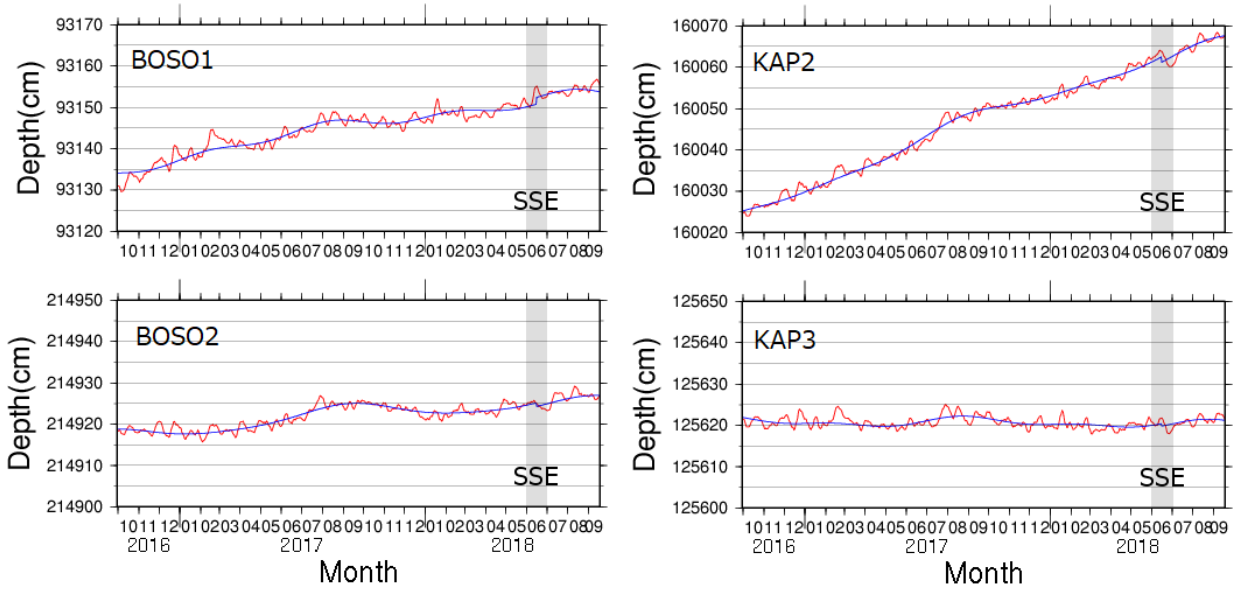 93170
93160
93150
93140
93130
93120
Depth(cm)
BOSO1
SSE
10 11 12 01 02 03 04 05 06 07 08 09 10 11 12 01 02 03 04 05 06 07 08 09
160070
160060
160050
160040
160030
160020
Depth(cm)
KAP2
SSE
10 11 12 01 02 03 04 05 06 07 08 09 10 11 12 01 02 03 04 05 06 07 08 09
214950
214940
214930
214920
214910
214900
Depth(cm)
BOSO2
SSE
10 11 12 01 02 03 04 05 06 07 08 09 10 11 12 01 02 03 04 05 06 07 08 09
2016 2017 2018
Month
125650
125640
125630
125620
125610
125600
Depth(cm)
KAP3
SSE
10 11 12 01 02 03 04 05 06 07 08 09 10 11 12 01 02 03 04 05 06 07 08 09
2016 2017 2018
Month